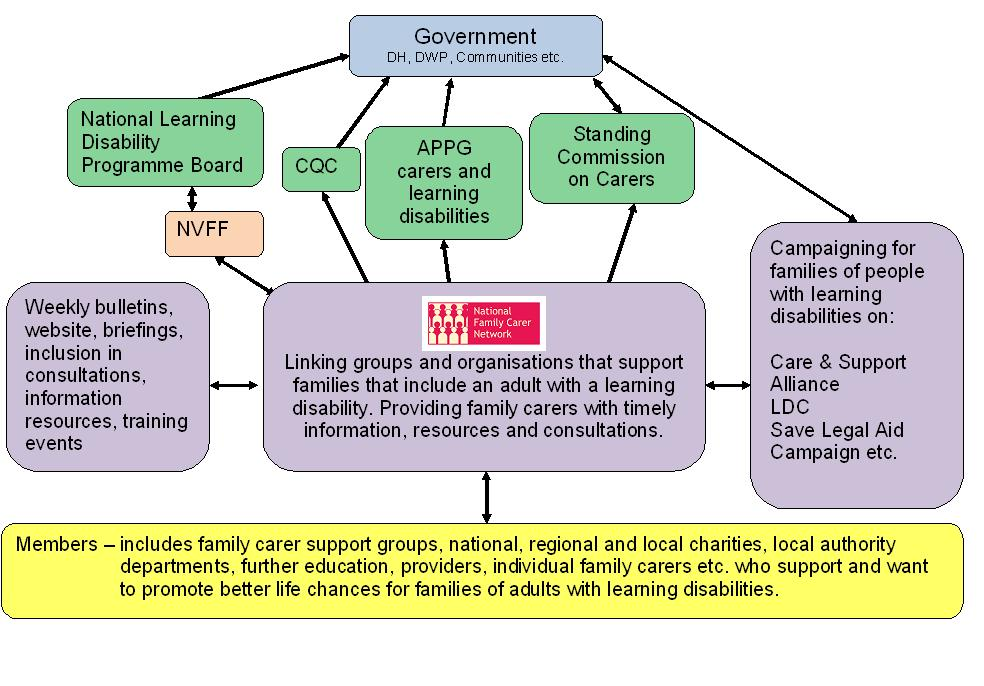 Government
DH, DWP, Communities etc.
National Learning
Disability
Programme Board
CQC
APPG
carers and
learning
disabilities
Standing
Commission
on Carers
NVFF
Weekly bulletins,
website, briefings,
inclusion in
consultations,
information
resources, training
events
National
Family Carer
Network
Linking groups and organisations that support
families that include an adult with a learning
disability. Providing family carers with timely
information, resources and consultations.
Campaigning for
families of people
with learning
disabilities on:
Care & Support
Alliance
LDC
Save Legal Aid
Campaign etc.
Members – includes family carer support groups, national, regional and local charities, local authority
departments, further education, providers, individual family carers etc. who support and want
to promote better life chances for families of adults with learning disabilities.